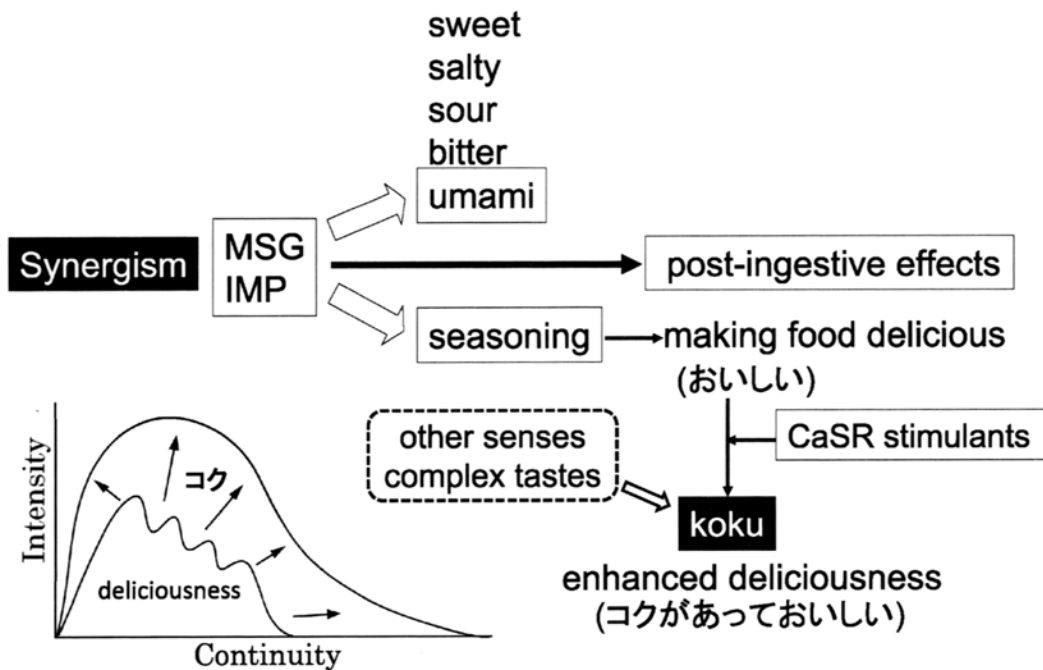 sweet
salty
sour
bitter
umami
Synergism
MSG
IMP
post-ingestive effects
seasoning
making food delicious
(おいしい)
other senses
complex tastes
CaSR stimulants
koku
enhanced deliciousness
(コクがあっておいしい)
Intensity
コク
deliciousness
Continuity